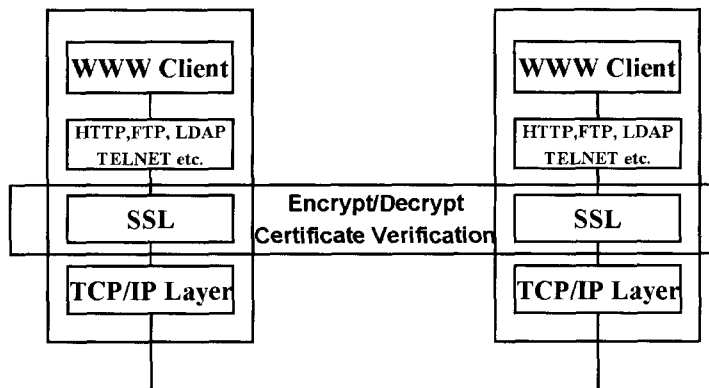 WWW Client
HTTP,FTP, LDAP
TELNET etc.
SSL
TCP/IP Layer
Encrypt/Decrypt
Certificate Verification
WWW Client
HTTP,FTP, LDAP
TELNET etc.
SSL
TCP/IP Layer